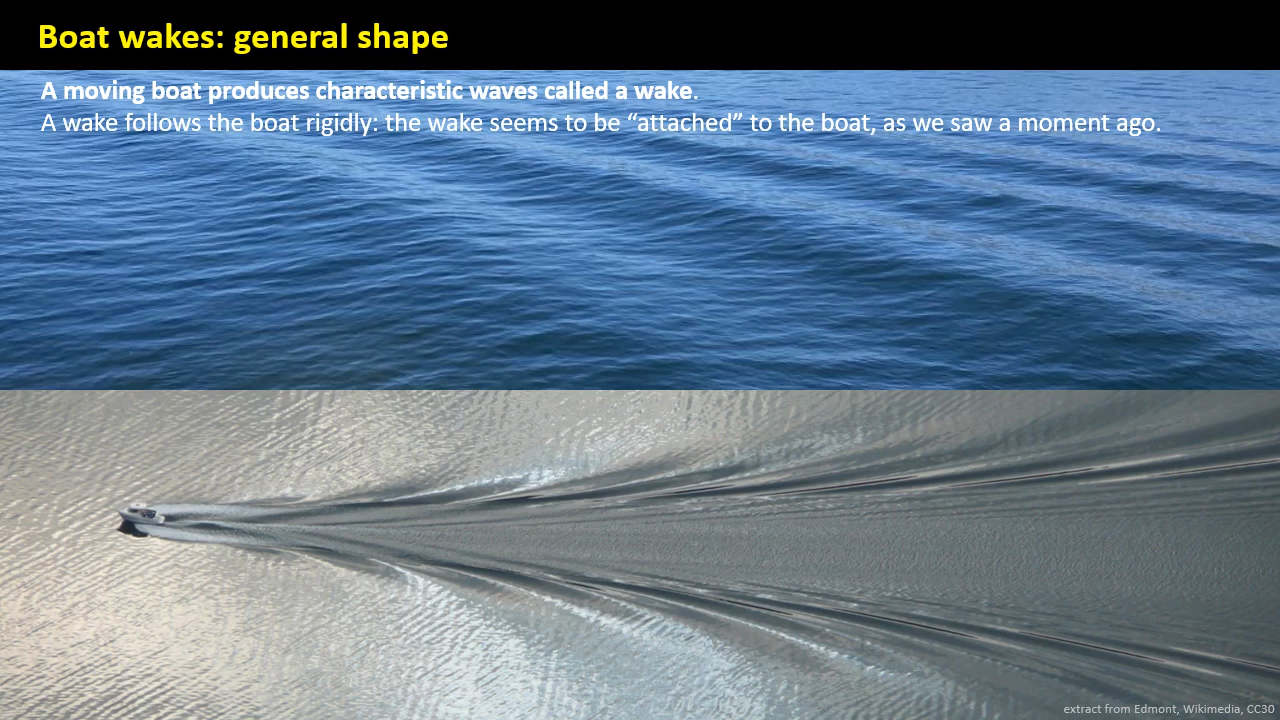 Boat wakes: general shape
A moving boat produces characteristic waves called a wake.
A wake follows the boat rigidly: the wake seems to be “attached” to the boat, as we saw a moment ago.
extract from Edmont, Wikimedia, CC30